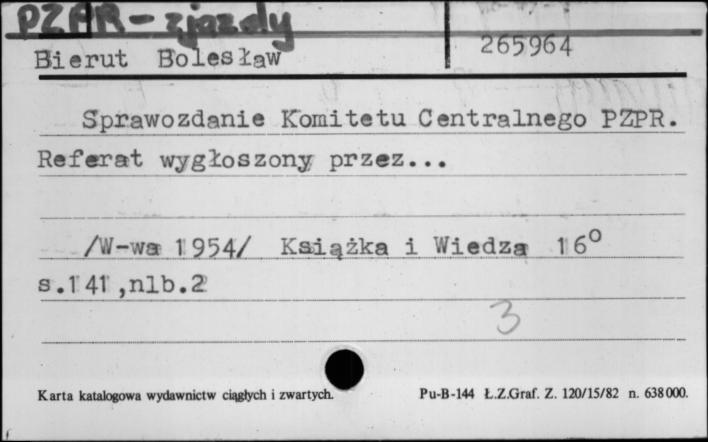 PZPR - zjazdy
265964
Bierut Bolesław
Sprawozdanie Komitetu Centralnego PZPR.
Referat wygłoszony przez...
/W-wa 1954/ Książka i Wiedza 16°
s.141,nlb.2
3
Karta katalogowa wydawnictw ciągłych i zwartych. Pu-B-144 Ł.Z.Graf. Z. 120/15/82 n. 638000.